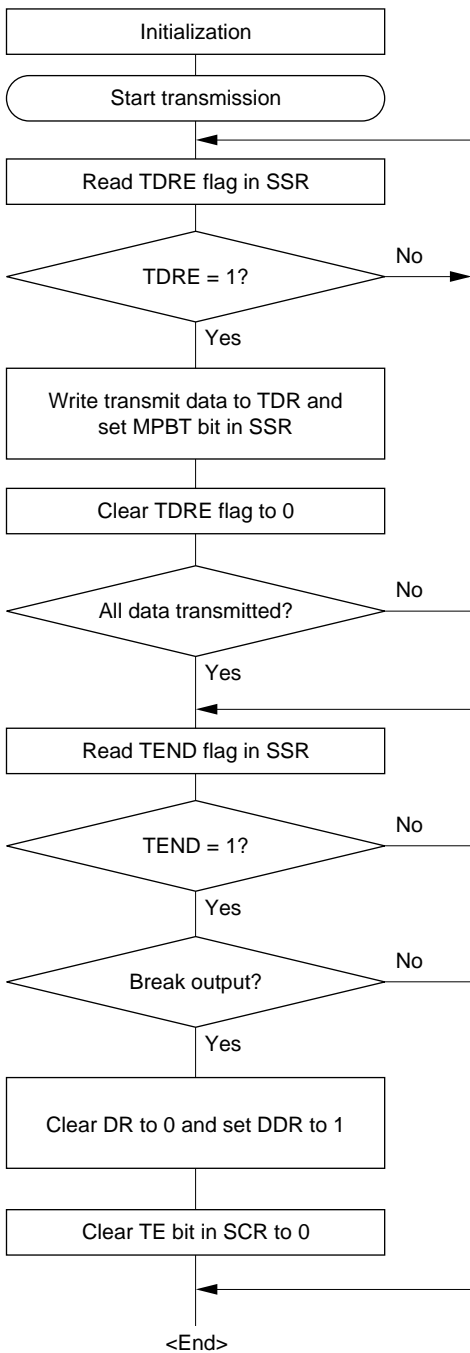 Initialization
Start transmission
Read TDRE flag in SSR
No
TDRE = 1?
Yes
Write transmit data to TDR and
set MPBT bit in SSR
Clear TDRE flag to 0
No
All data transmitted?
Yes
Read TEND flag in SSR
No
TEND = 1?
Yes
No
Break output?
Yes
Clear DR to 0 and set DDR to 1
Clear TE bit in SCR to 0
<End>